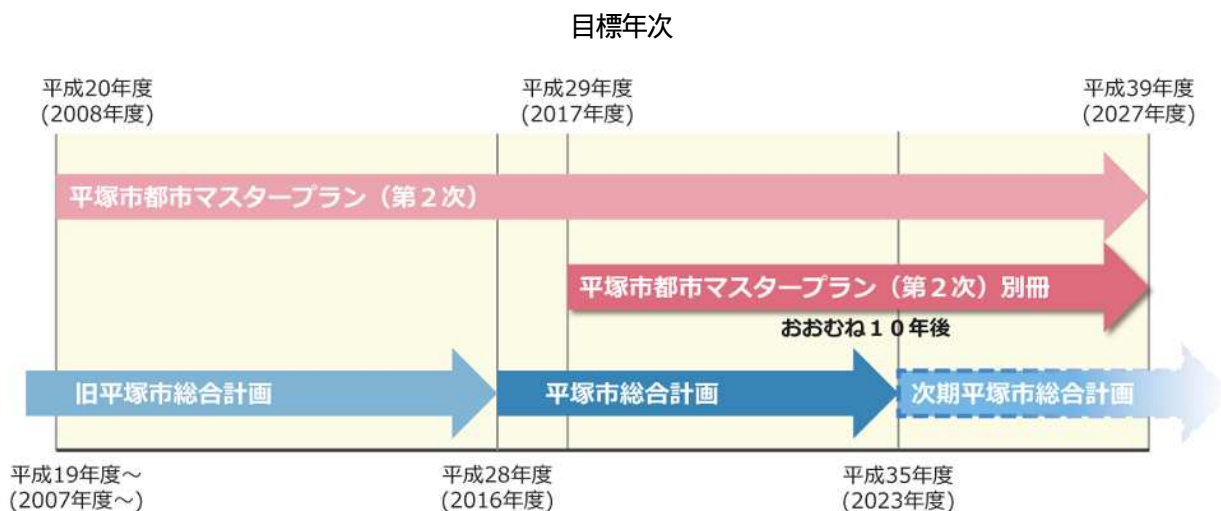 目標年次
平成20年度
(2008年度)
平成29年度
(2017年度)
平成39年度
(2027年度)
平塚市都市マスタープラン（第２次）
平塚市都市マスタープラン（第２次）別冊
おおむね１０年後
旧平塚市総合計画
平塚市総合計画
次期平塚市総合計画
平成19年度～
(2007年度～)
平成28年度
(2016年度)
平成35年度
(2023年度)